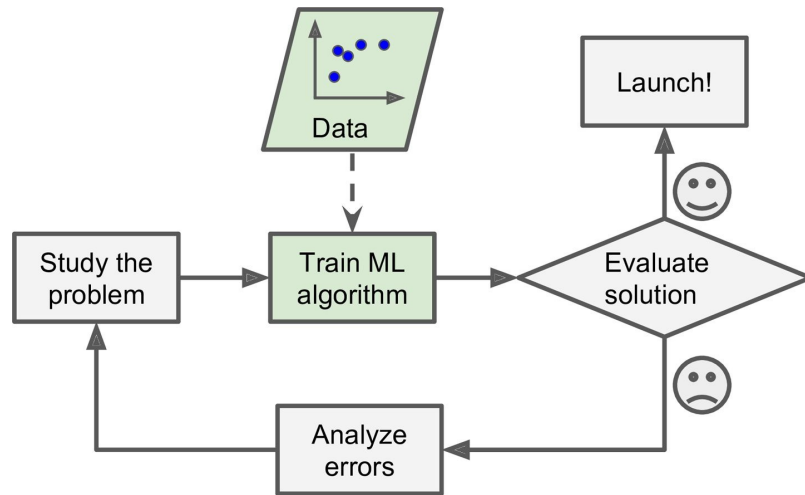 Data
Launch!
Study the
problem
Train ML
algorithm
Evaluate
solution
Analyze
errors